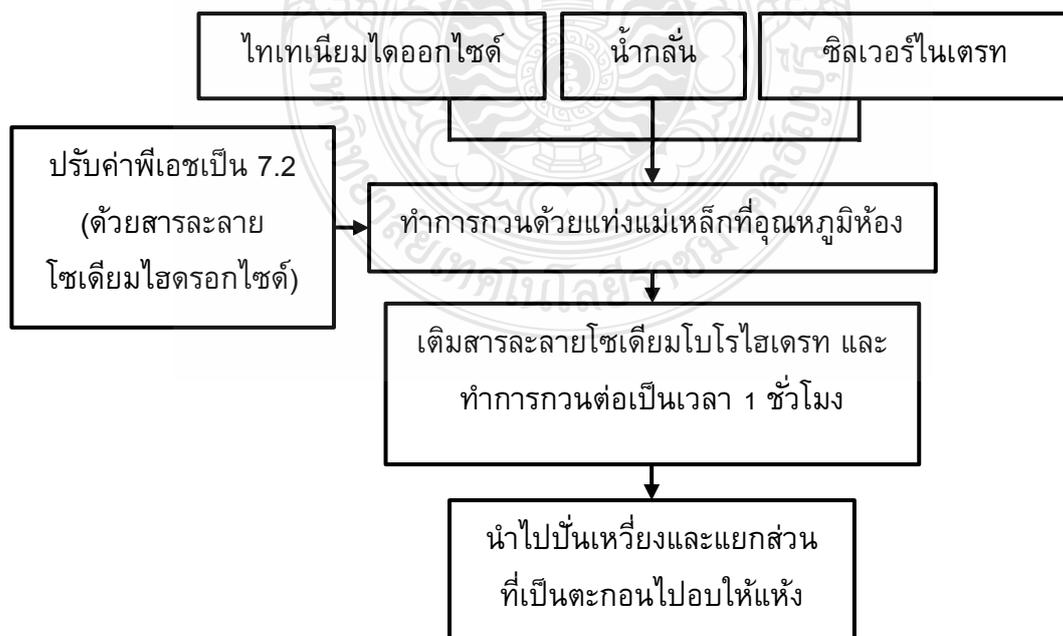 ไทเทเนียมไดออกไซด์
น้ำกลั่น
ซิลเวอร์ไนเตรท
ปรับค่าพีเอชเป็น 7.2
(ด้วยสารละลาย
โซเดียมไฮดรอกไซด์)
ทำการกวนด้วยแท่งแม่เหล็กที่อุณหภูมิห้อง
เติมสารละลายโซเดียมโบโรไฮเดรท และ
ทำการกวนต่อเป็นเวลา 1 ชั่วโมง
นำไปปั่นเหวี่ยงและแยกส่วน
ที่เป็นตะกอนไปอบให้แห้ง